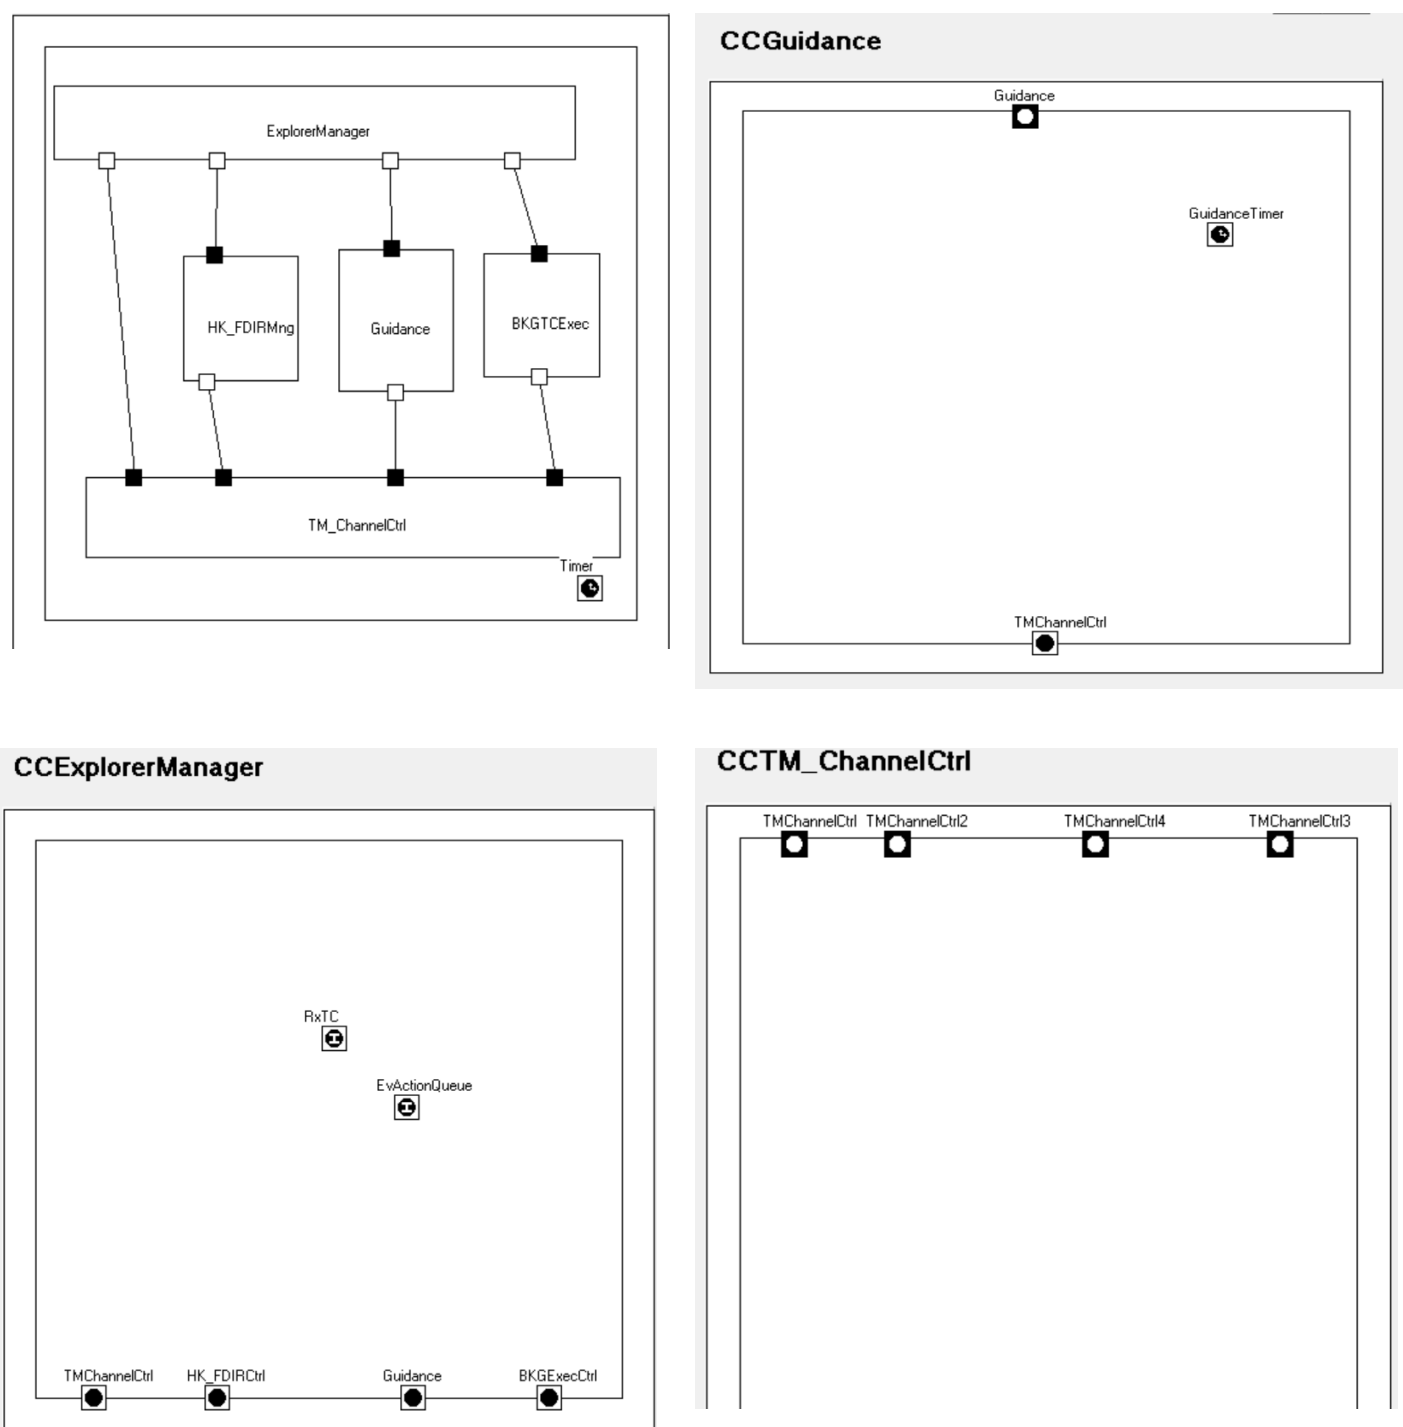 ExplorerManager
HK_FDIRMng
Guidance
BKGTCExec
TM_ChannelCtrl
Timer
CCGuidance
Guidance
GuidanceTimer
TMChannelCtrl
CCExplorerManager
RxTC
EvActionQueue
TMChannelCtrl
HK_FDIRCtrl
Guidance
BKGExecCtrl
CCTM_ChannelCtrl
TMChannelCtrl
TMChannelCtrl2
TMChannelCtrl4
TMChannelCtrl3